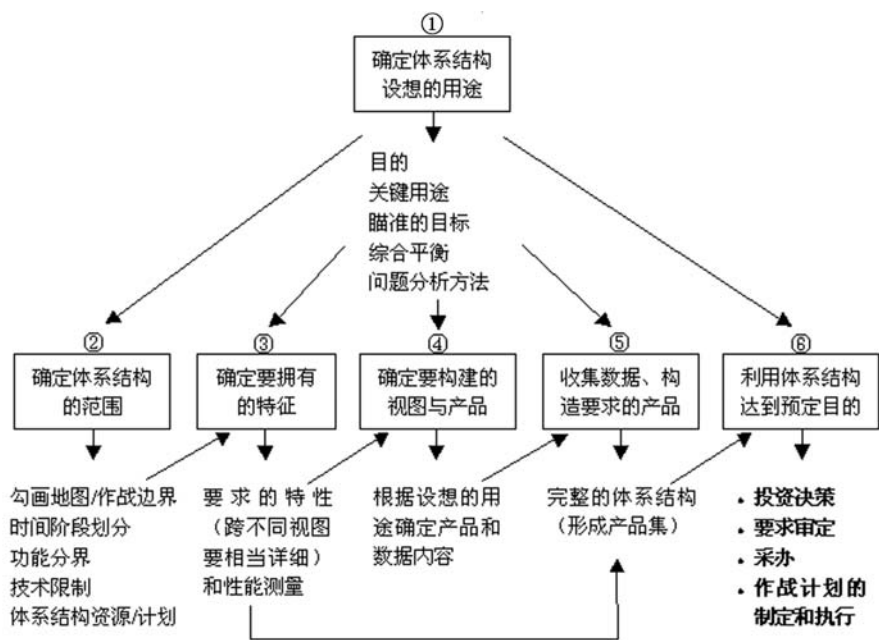 ①
确定体系结构
设想的用途
目的
关键用途
瞄准的目标
综合平衡
问题分析方法
②
确定体系结构
的范围
③
确定要拥有
的特征
④
确定要构建的
视图与产品
⑤
收集数据、构
造要求的产品
⑥
利用体系结构
达到预定目的
勾画地图/作战边界
时间阶段划分
功能分界
技术限制
体系结构资源/计划
要求的特性
（跨不同视图
要相当详细）
和性能测量
根据设想的用
途确定产品和
数据内容
完整的体系结构
（形成产品集）
• 投资决策
• 要求审定
• 采办
• 作战计划的
制定和执行